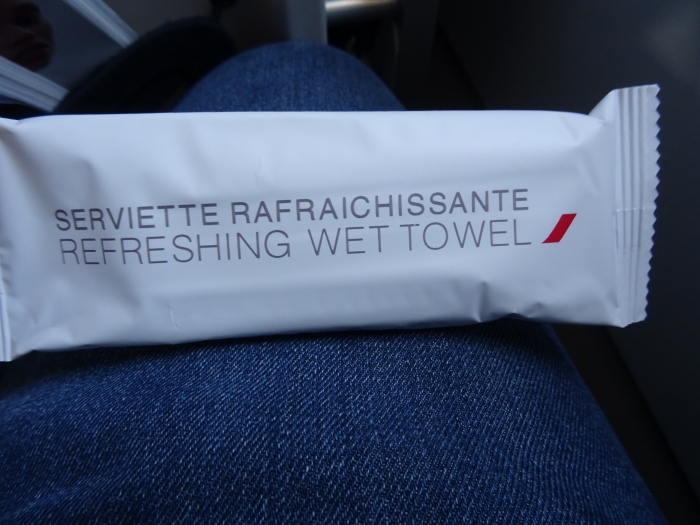 SERVIETTE RAFRAICHISSANTE
REFRESHING WET TOWEL